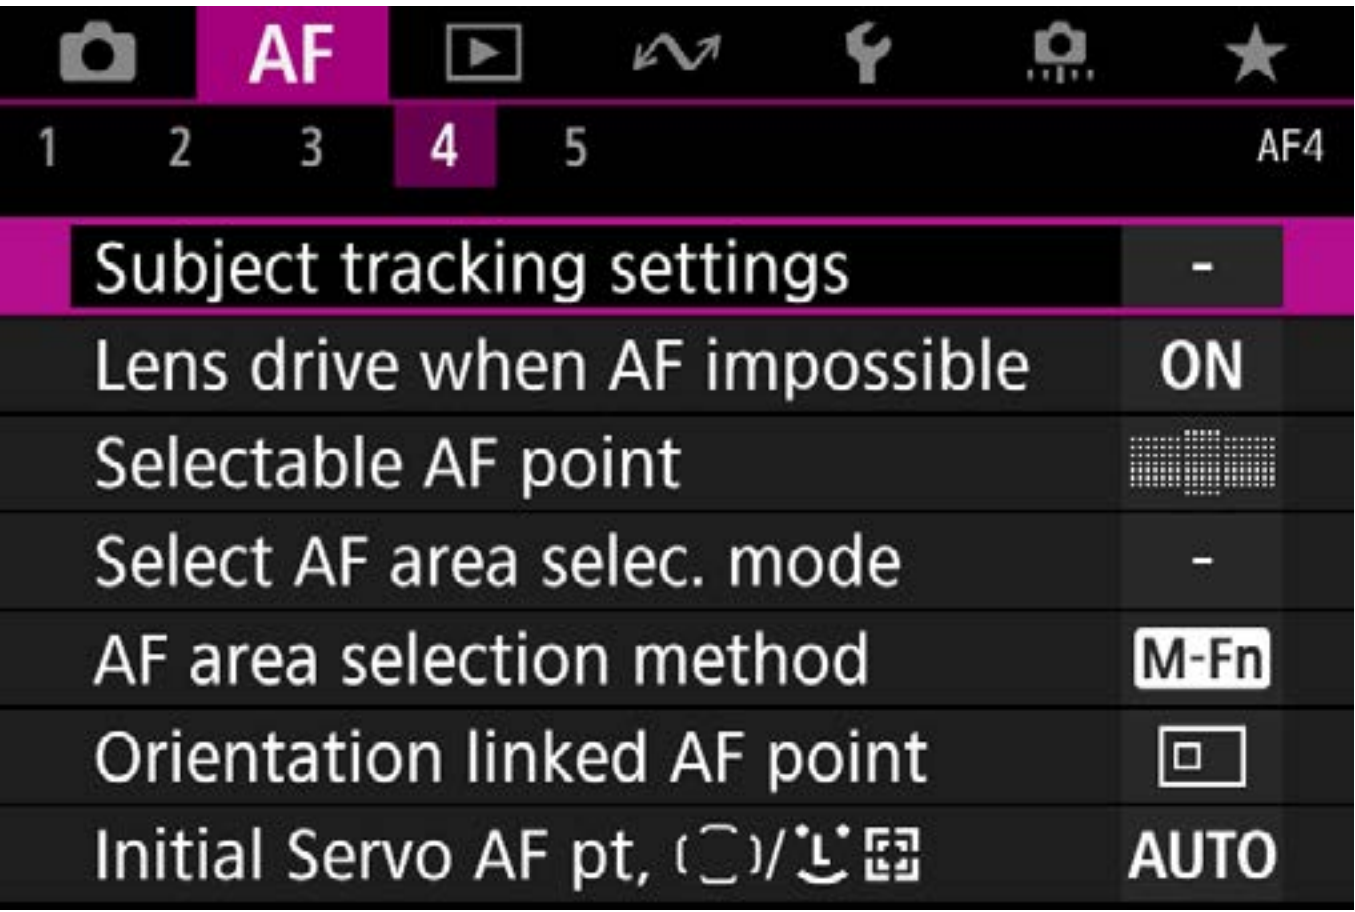 AF
1 2 3 4 5 AF4
Subject tracking settings -
Lens drive when AF impossible ON
Selectable AF point
Select AF area selec. mode -
AF area selection method M-Fn
Orientation linked AF point
Initial Servo AF pt, ( )/L AUTO